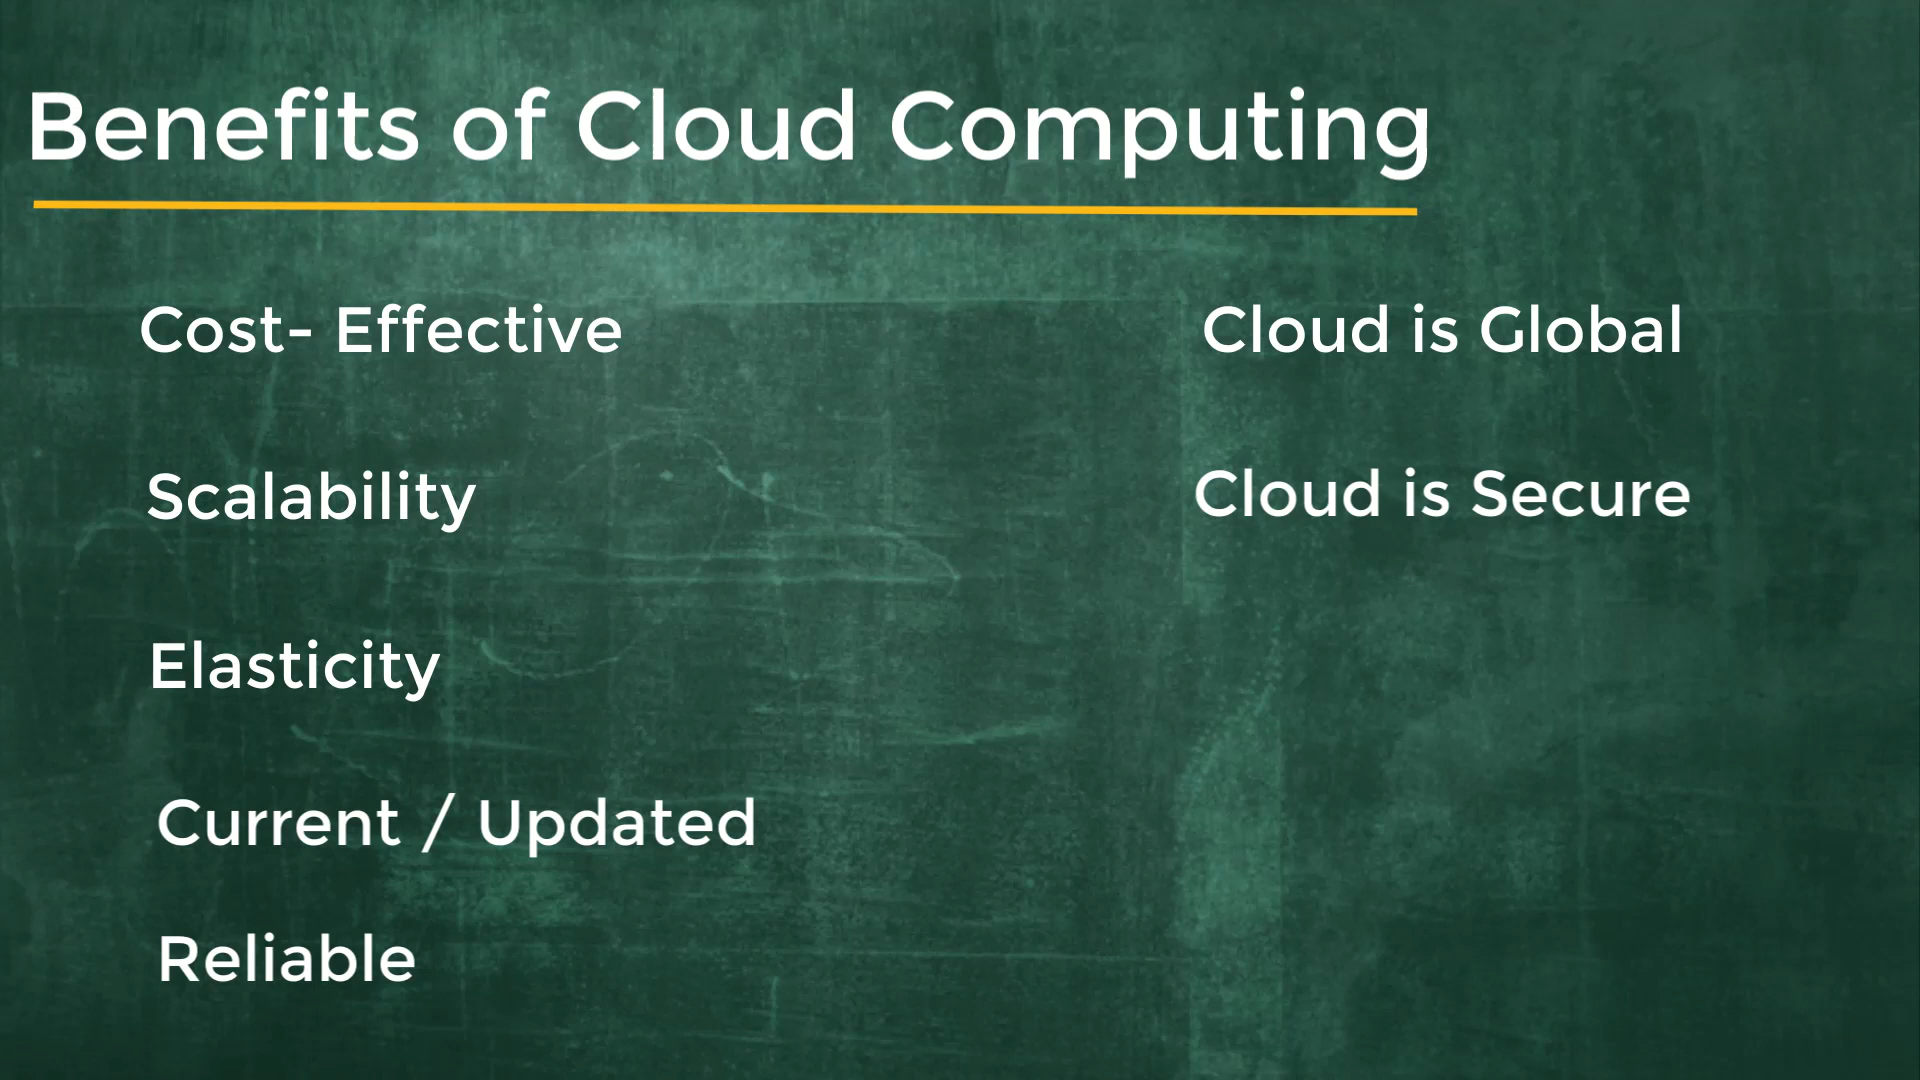 Benefits of Cloud Computing
Cost- Effective
Scalability
Elasticity
Current / Updated
Reliable
Cloud is Global
Cloud is Secure